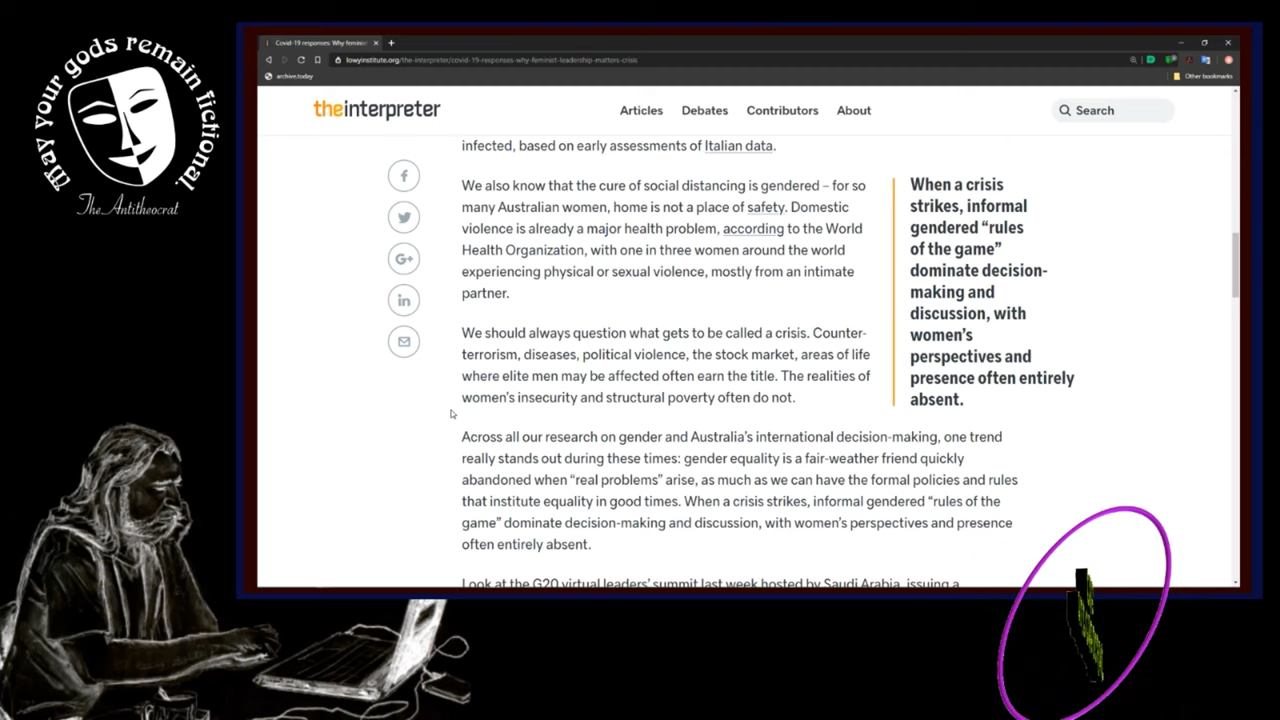 May your gods remain fictional.
The Antitheocrat
Covid-19 responses: Why feminis
lowyinstitute.org/the-interpreter/covid-19-responses-why-feminist-leadership-matters-crisis
archive.today
Other bookmarks
theinterpreter
Articles
Debates
Contributors
About
Search
infected, based on early assessments of Italian data.
We also know that the cure of social distancing is gendered – for so
many Australian women, home is not a place of safety. Domestic
violence is already a major health problem, according to the World
Health Organization, with one in three women around the world
experiencing physical or sexual violence, mostly from an intimate
partner.
When a crisis
strikes, informal
gendered “rules
of the game”
dominate decision-
making and
discussion, with
women’s
perspectives and
presence often entirely
absent.
We should always question what gets to be called a crisis. Counter-
terrorism, diseases, political violence, the stock market, areas of life
where elite men may be affected often earn the title. The realities of
women’s insecurity and structural poverty often do not.
Across all our research on gender and Australia’s international decision-making, one trend
really stands out during these times: gender equality is a fair-weather friend quickly
abandoned when “real problems” arise, as much as we can have the formal policies and rules
that institute equality in good times. When a crisis strikes, informal gendered “rules of the
game” dominate decision-making and discussion, with women’s perspectives and presence
often entirely absent.
Look at the G20 virtual leaders’ summit last week hosted by Saudi Arabia, issuing a